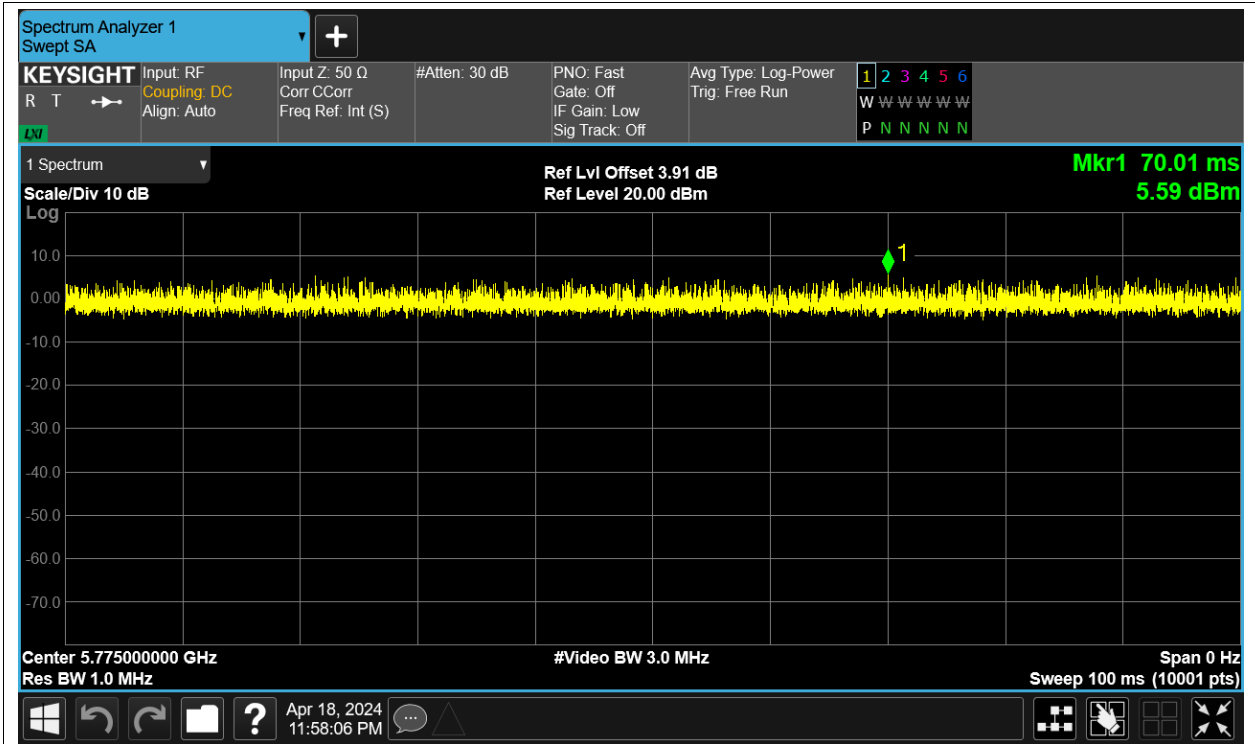 Spectrum Analyzer 1
Swept SA
KEYSIGHT
R T
LXI
Input: RF
Coupling: DC
Align: Auto
Input Z: 50 Ω
Corr CCorr
Freq Ref: Int (S)
#Atten: 30 dB
PNO: Fast
Gate: Off
IF Gain: Low
Sig Track: Off
Avg Type: Log-Power
Trig: Free Run
1 2 3 4 5 6
W W W W W W
P N N N N N
1 Spectrum
Scale/Div 10 dB
Ref Lvl Offset 3.91 dB
Ref Level 20.00 dBm
Mkr1 70.01 ms
5.59 dBm
Log
10.0
0.00
-10.0
-20.0
-30.0
-40.0
-50.0
-60.0
-70.0
1
Center 5.775000000 GHz
Res BW 1.0 MHz
#Video BW 3.0 MHz
Span 0 Hz
Sweep 100 ms (10001 pts)
?
Apr 18, 2024
11:58:06 PM